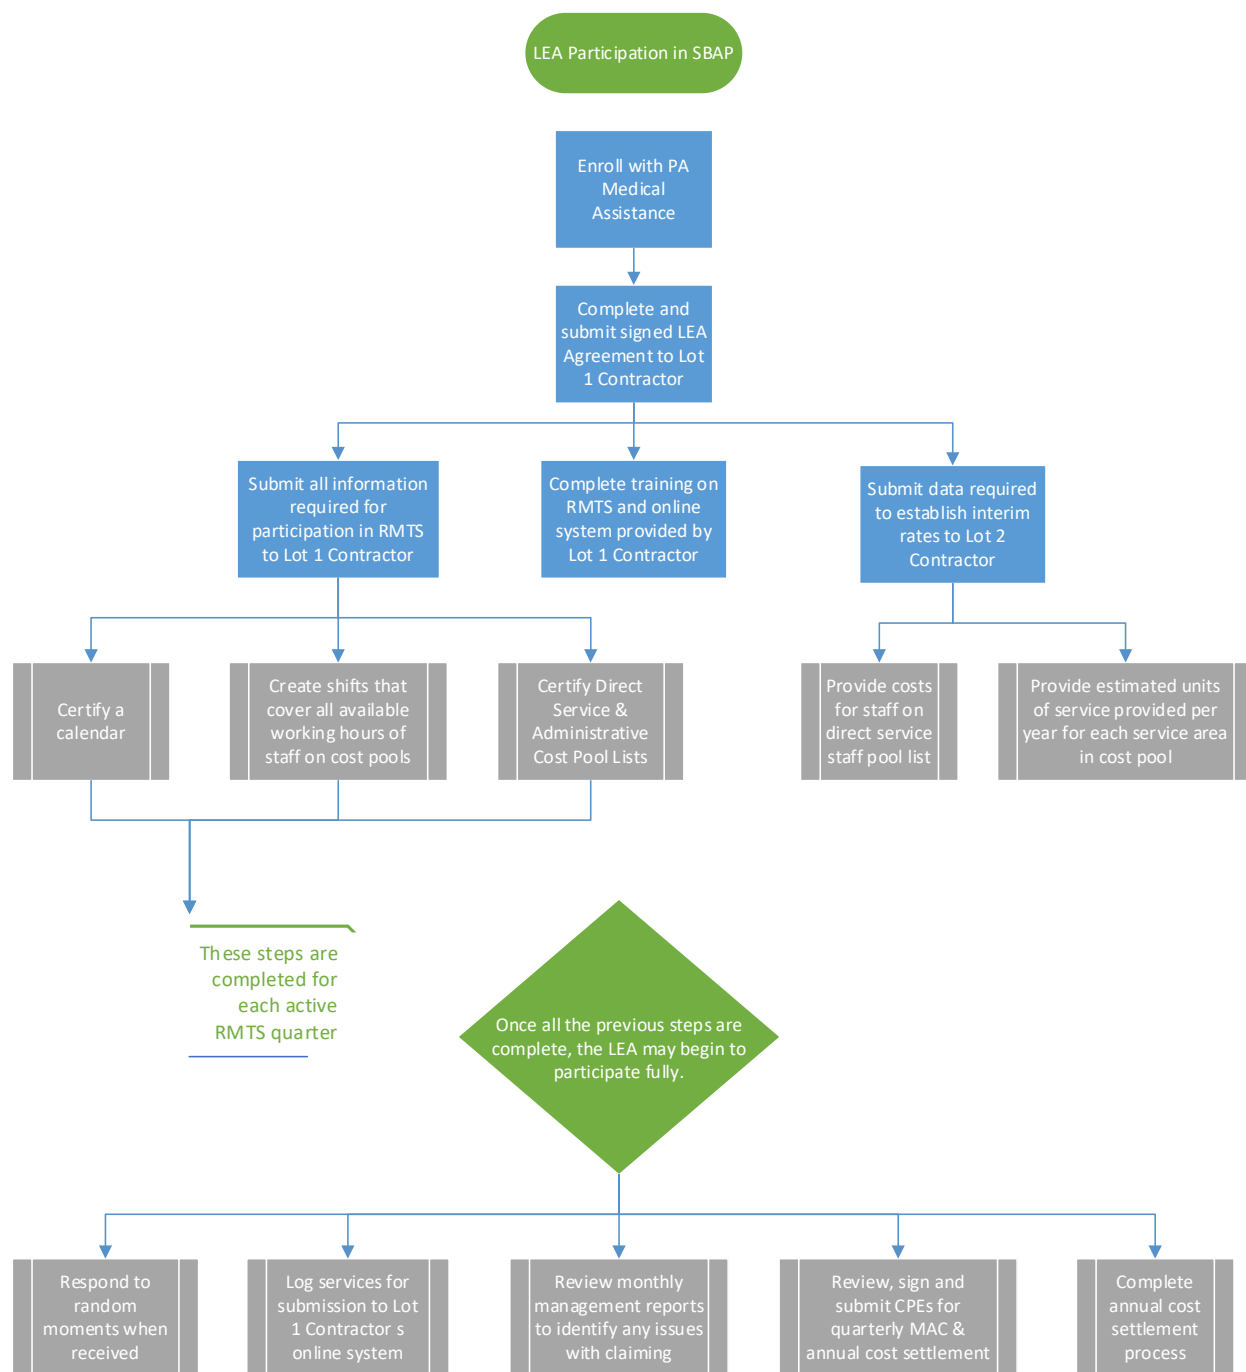 LEA Participation in SBAP
Enroll with PA
Medical
Assistance
Complete and
submit signed LEA
Agreement to Lot
1 Contractor
Submit all information
required for
participation in RMTS
to Lot 1 Contractor
Complete training on
RMTS and online
system provided by
Lot 1 Contractor
Submit data required
to establish interim
rates to Lot 2
Contractor
Certify a
calendar
Create shifts that
cover all available
working hours of
staff on cost pools
Certify Direct
Service &
Administrative
Cost Pool Lists
Provide costs
for staff on
direct service
staff pool list
Provide estimated units
of service provided per
year for each service area
in cost pool
These steps are
completed for
each active
RMTS quarter
Once all the previous steps are
complete, the LEA may begin to
participate fully.
Respond to
random
moments when
received
Log services for
submission to Lot
1 Contractor s
online system
Review monthly
management reports
to identify any issues
with claiming
Review, sign and
submit CPEs for
quarterly MAC &
annual cost settlement
Complete
annual cost
settlement
process